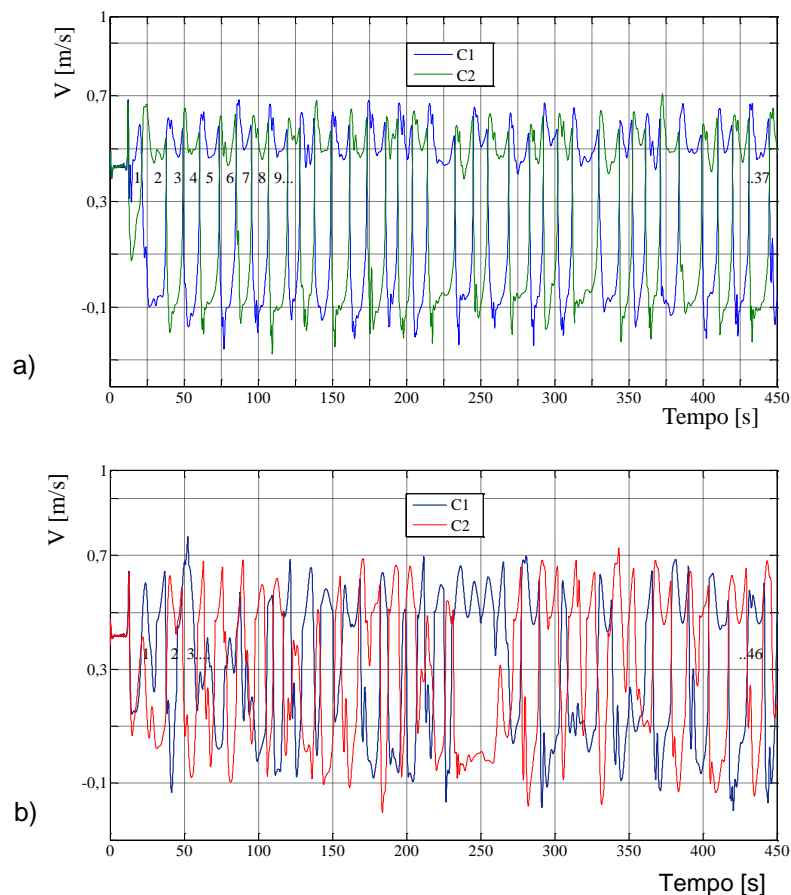 V [m/s]
1
0,7
0,3
-0,1
C1
C2
1 2 3 4 5 6 7 8 9... ..37
0 50 100 150 200 250 300 350 400 450
Tempo [s]
a)
V [m/s]
1
0,7
0,3
-0,1
C1
C2
1 2 3.... ..46
0 50 100 150 200 250 300 350 400 450
Tempo [s]
b)